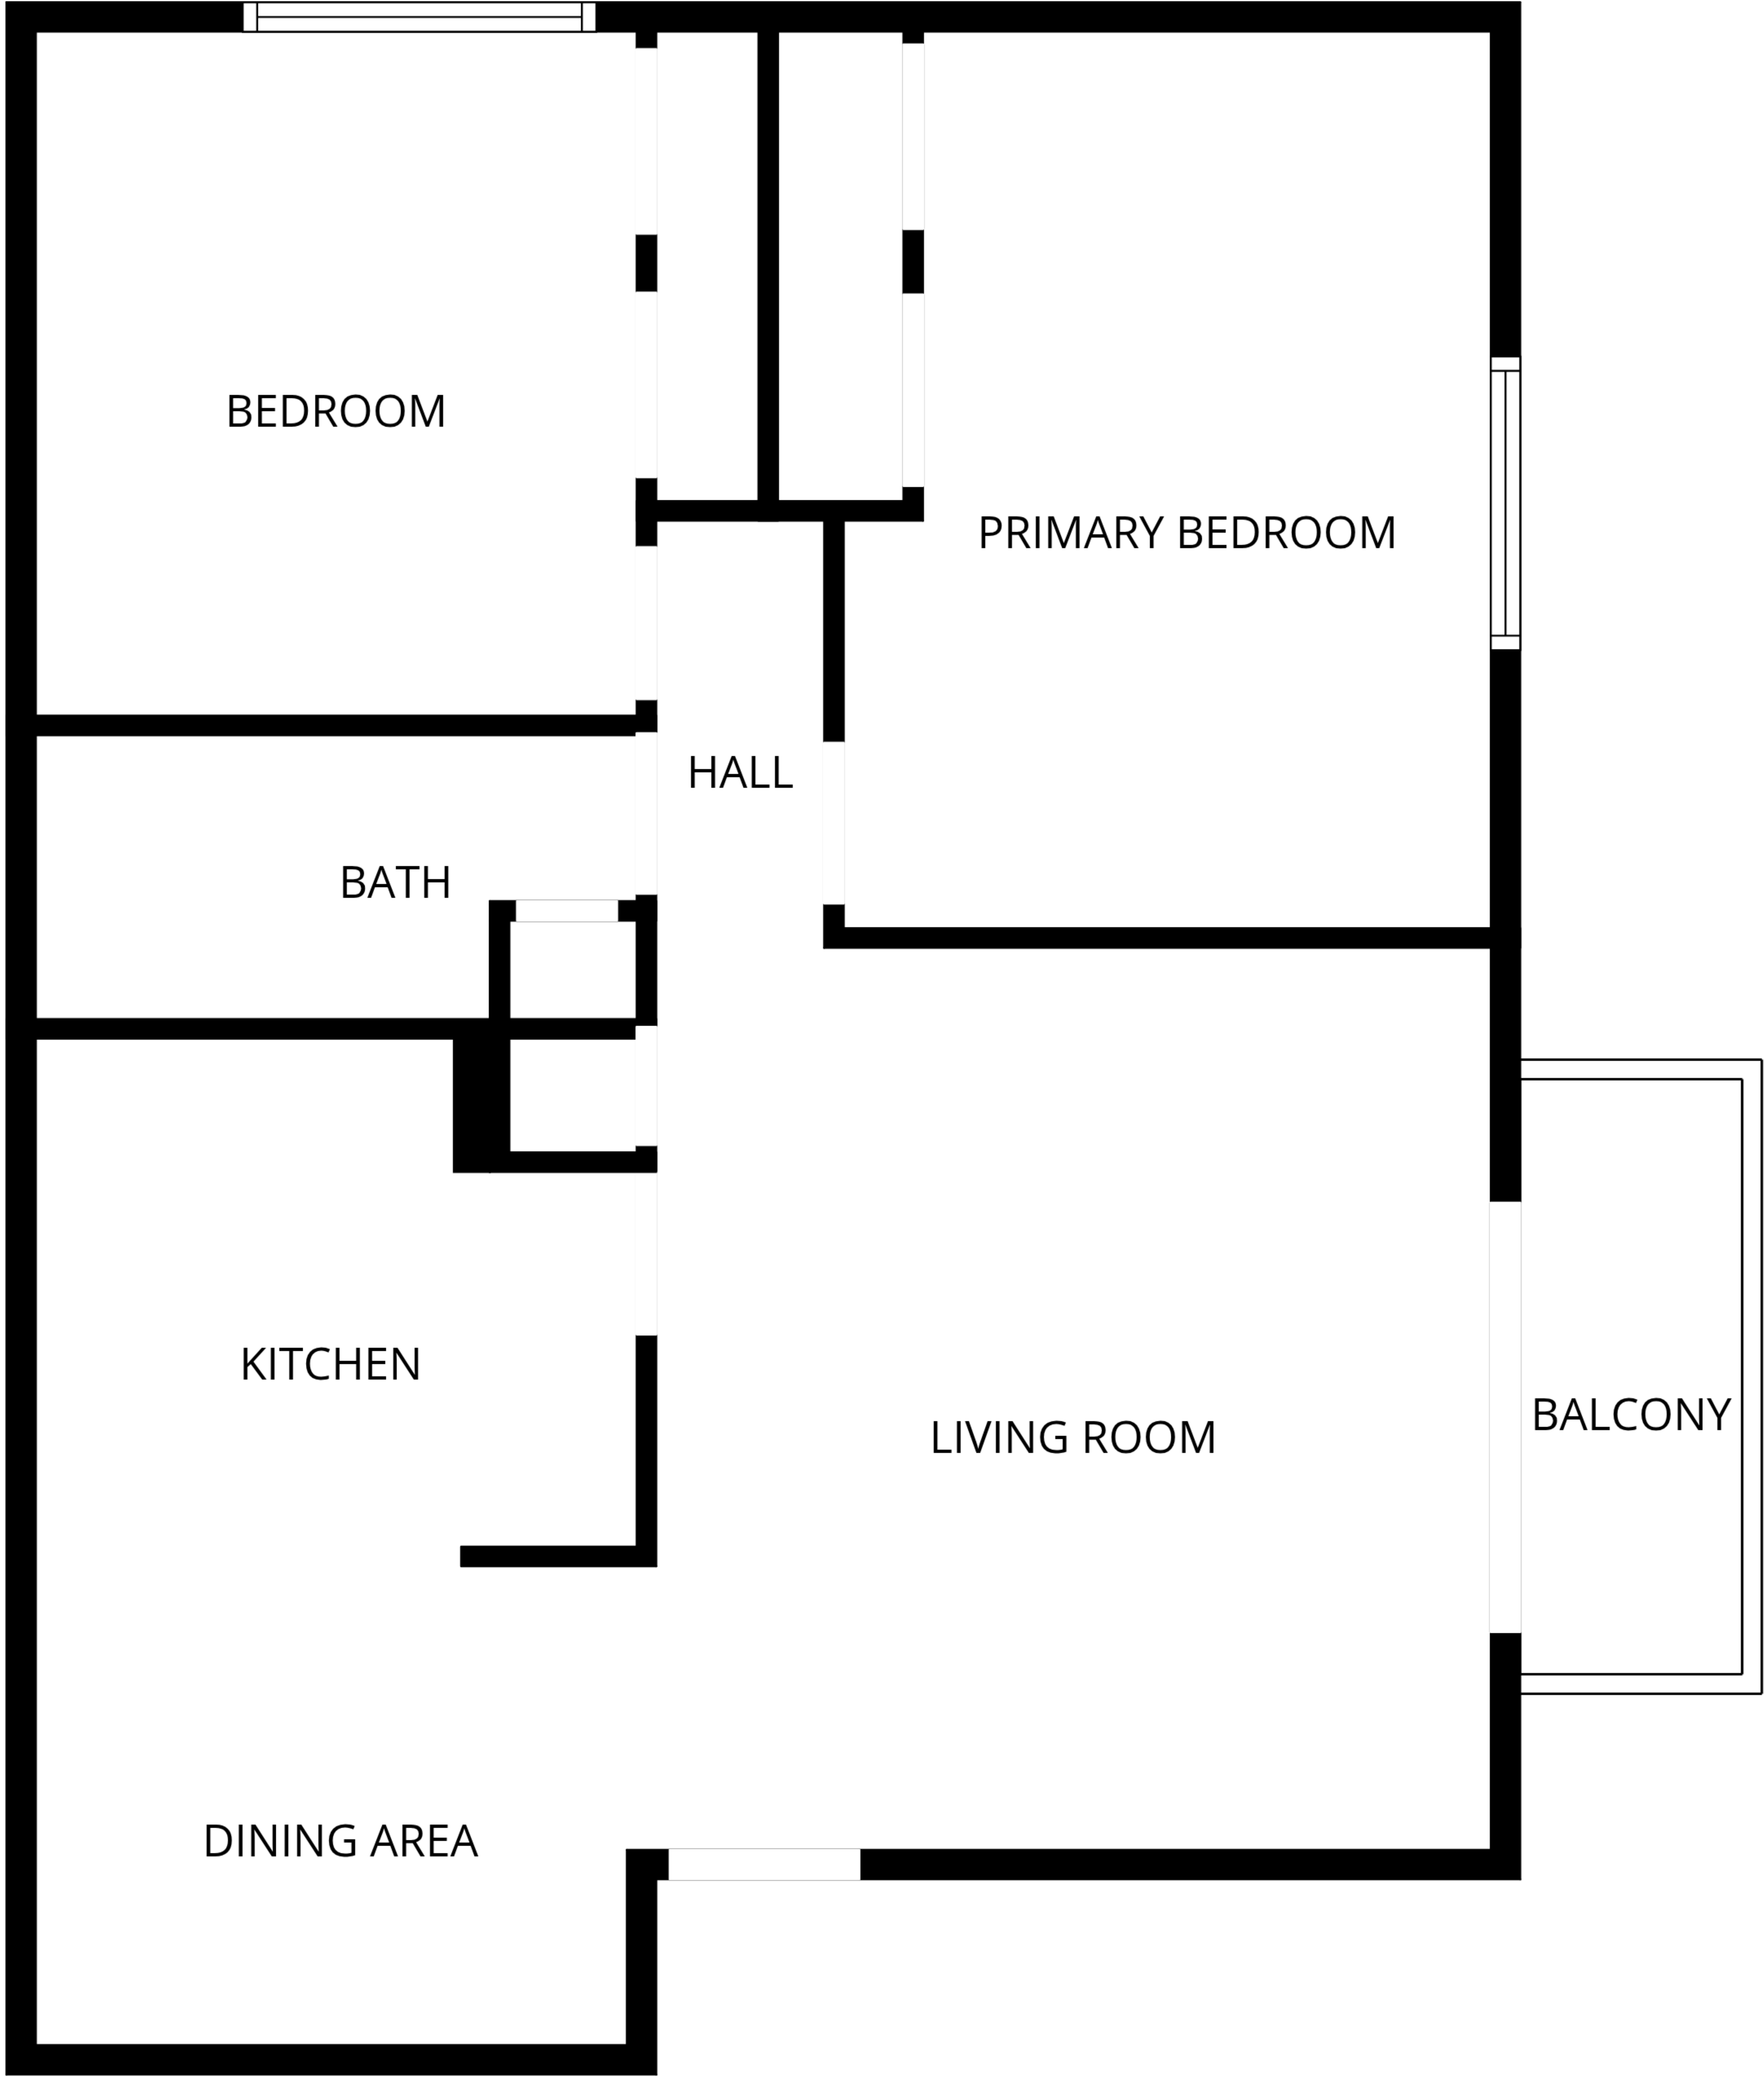 BEDROOM
PRIMARY BEDROOM
HALL
BATH
KITCHEN
BALCONY
LIVING ROOM
DINING AREA